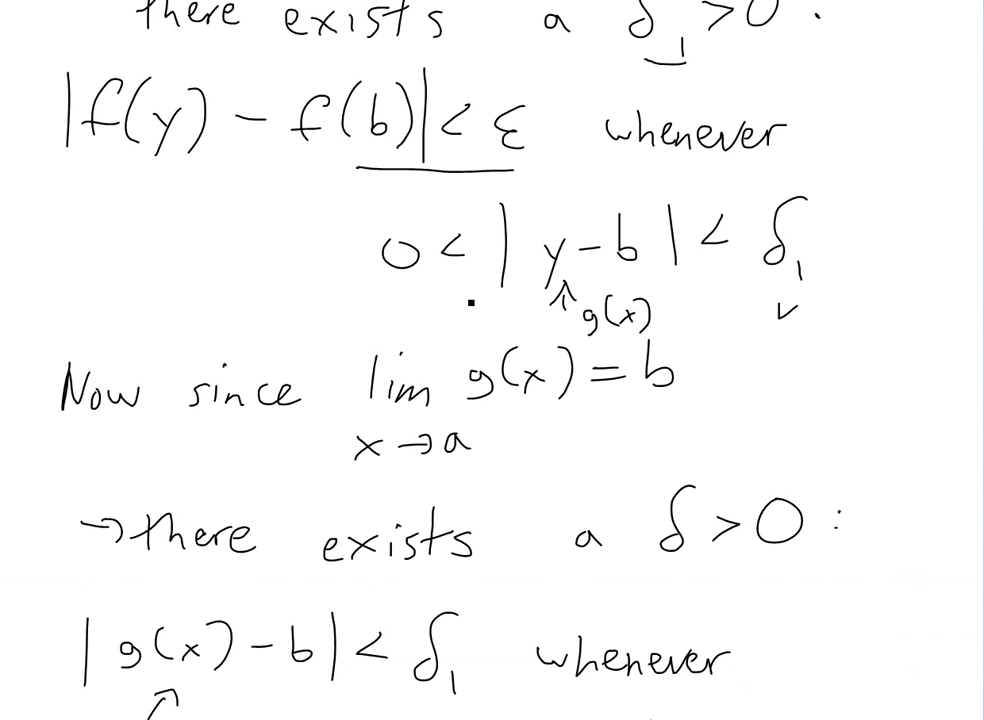 there exists a δ₁ > 0 :
|f(y) - f(b)| < ε whenever
0 < | y - b | < δ₁
↑ g(x) ✓
Now since lim g(x) = b
x → a
→ there exists a δ > 0 :
| g(x) - b | < δ₁ whenever
↗